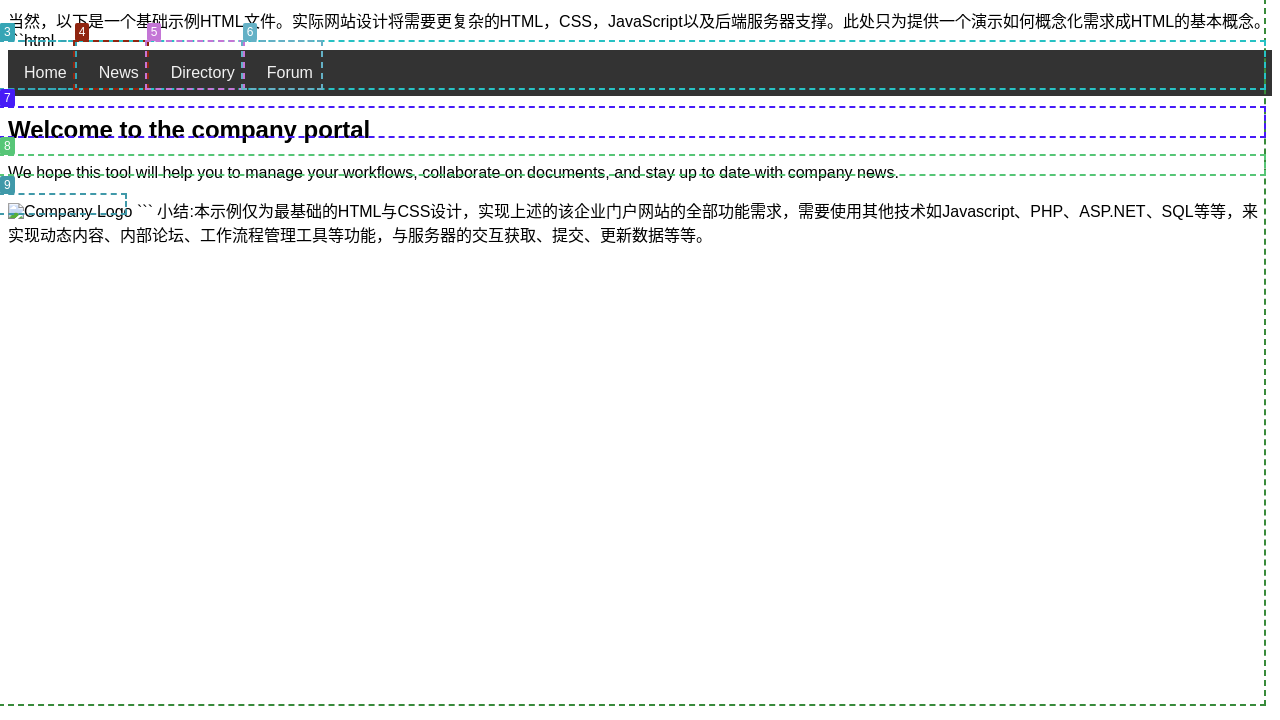 当然，以下是一个基础示例HTML文件。实际网站设计将需要更复杂的HTML，CSS，JavaScript以及后端服务器支撑。此处只为提供一个演示如何概念化需求成HTML的基本概念。
```html
3 4 5 6
Home News Directory Forum
7
Welcome to the company portal
8
We hope this tool will help you to manage your workflows, collaborate on documents, and stay up to date with company news.
9
Company Logo ``` 小结:本示例仅为最基础的HTML与CSS设计，实现上述的该企业门户网站的全部功能需求，需要使用其他技术如Javascript、PHP、ASP.NET、SQL等等，来
实现动态内容、内部论坛、工作流程管理工具等功能，与服务器的交互获取、提交、更新数据等等。